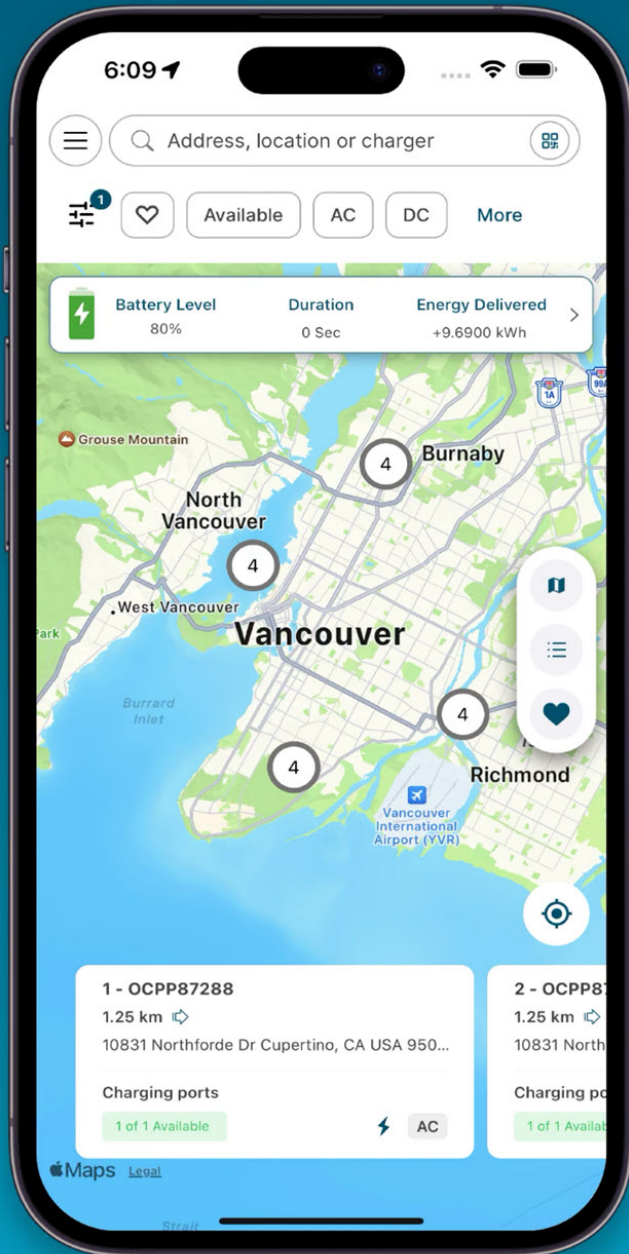 6:09
Address, location or charger
1
Available
AC
DC
More
Battery Level
Duration
Energy Delivered
80%
0 Sec
+9.6900 kWh
1A
99A
Grouse Mountain
4
Burnaby
North
Vancouver
4
West Vancouver
Park
Vancouver
Burrard
Inlet
4
4
Richmond
Vancouver
International
Airport (YVR)
1 - OCPP87288
1.25 km
10831 Northforde Dr Cupertino, CA USA 950...
Charging ports
1 of 1 Available
AC
2 - OCPP87
1.25 km
10831 North
Charging po
1 of 1 Availab
Maps
Legal
Strait